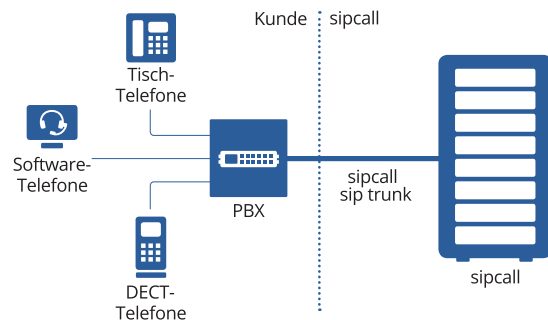 Kunde
sipcall
Tisch-
Telefone
Software-
Telefone
PBX
sipcall
sip trunk
DECT-
Telefone
sipcall